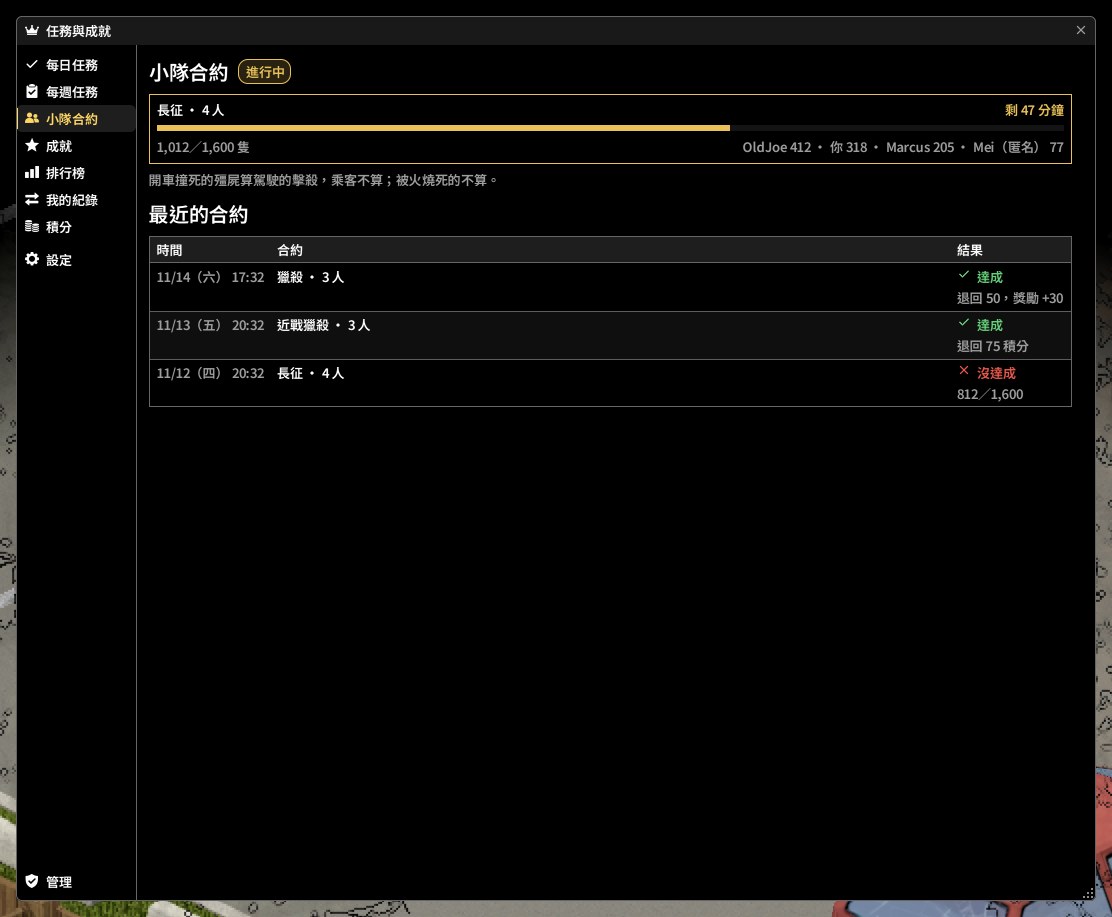 任務與成就
每日任務
每週任務
小隊合約
成就
排行榜
我的紀錄
積分
設定
管理
小隊合約 進行中
長征 • 4 人 剩 47 分鐘
1,012／1,600 隻 OldJoe 412 • 你 318 • Marcus 205 • Mei（匿名） 77
開車撞死的殭屍算駕駛的擊殺，乘客不算；被火燒死的不算。
最近的合約
時間 合約 結果
11/14（六） 17:32 獵殺 • 3 人 達成
退回 50，獎勵 +30
11/13（五） 20:32 近戰獵殺 • 3 人 達成
退回 75 積分
11/12（四） 20:32 長征 • 4 人 沒達成
812／1,600